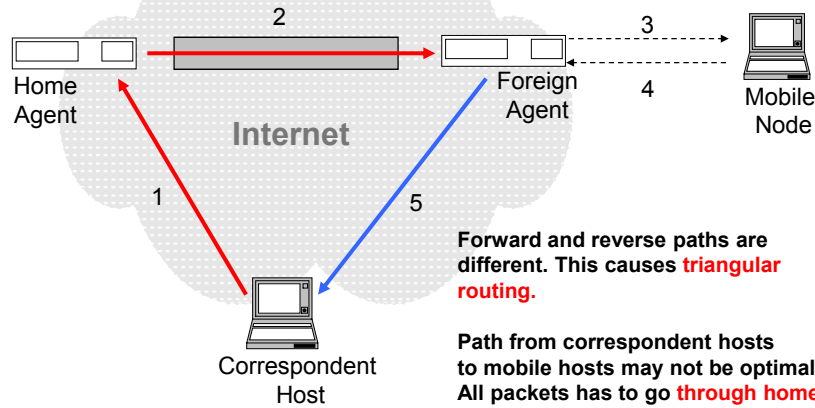 2
3
4
Home
Agent
Foreign
Agent
Mobile
Node
Internet
1
5
Forward and reverse paths are
different. This causes triangular
routing.
Path from correspondent hosts
to mobile hosts may not be optimal
All packets has to go through home
Correspondent
Host